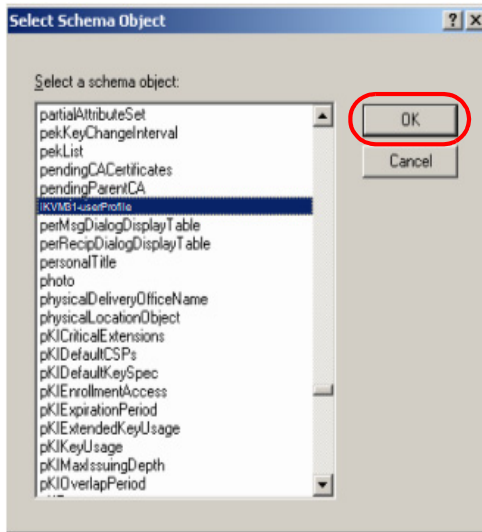 Select Schema Object
Select a schema object:
partialAttributeSet
pekKeyChangeInterval
pekList
pendingCACertificates
pendingParentCA
iKVMB1-userProfile
perMsgDialogDisplayTable
perRecipDialogDisplayTable
personalTitle
photo
physicalDeliveryOfficeName
physicalLocationObject
pKICriticalExtensions
pKIDefaultCSPs
pKIDefaultKeySpec
pKIEnrollmentAccess
pKIExpirationPeriod
pKIExtendedKeyUsage
pKIKeyUsage
pKIMaxIssuingDepth
pKIOverlapPeriod
OK
Cancel